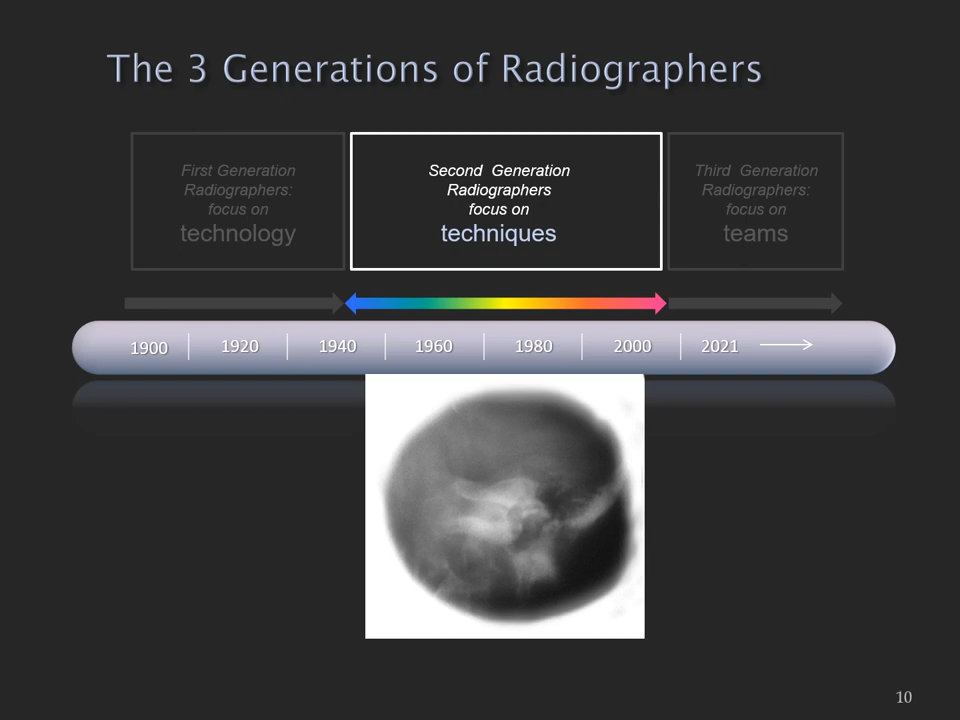 The 3 Generations of Radiographers
First Generation
Radiographers:
focus on
technology
Second Generation
Radiographers
focus on
techniques
Third Generation
Radiographers:
focus on
teams
1900 1920 1940 1960 1980 2000 2021
10